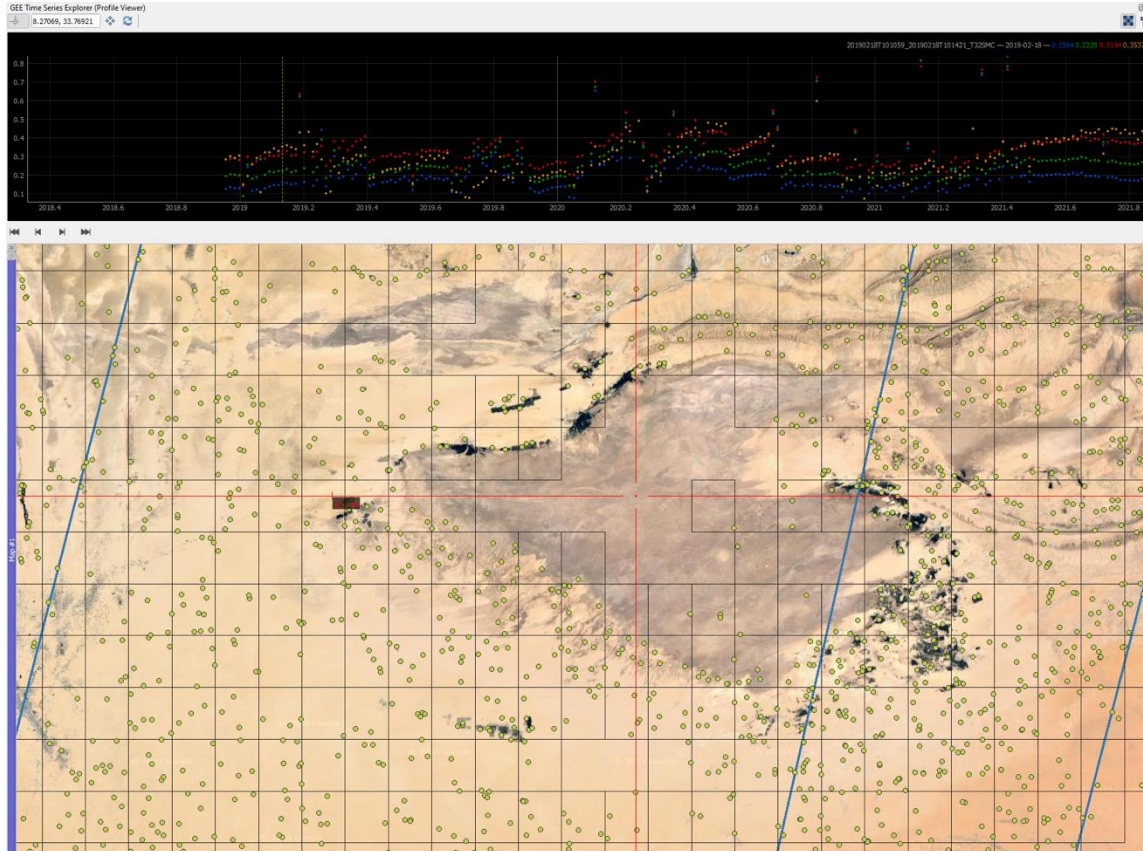 GEE Time Series Explorer (Profile Viewer)
8.27069, 33.76921
20190218T101059_20190218T101421_T32SMC — 2019-02-18 — 0.1594 0.2228 0.3144 0.3537
0.8
0.7
0.6
0.5
0.4
0.3
0.2
0.1
2018.4 2018.6 2018.8 2019 2019.2 2019.4 2019.6 2019.8 2020 2020.2 2020.4 2020.6 2020.8 2021 2021.2 2021.4 2021.6 2021.8
Map #1